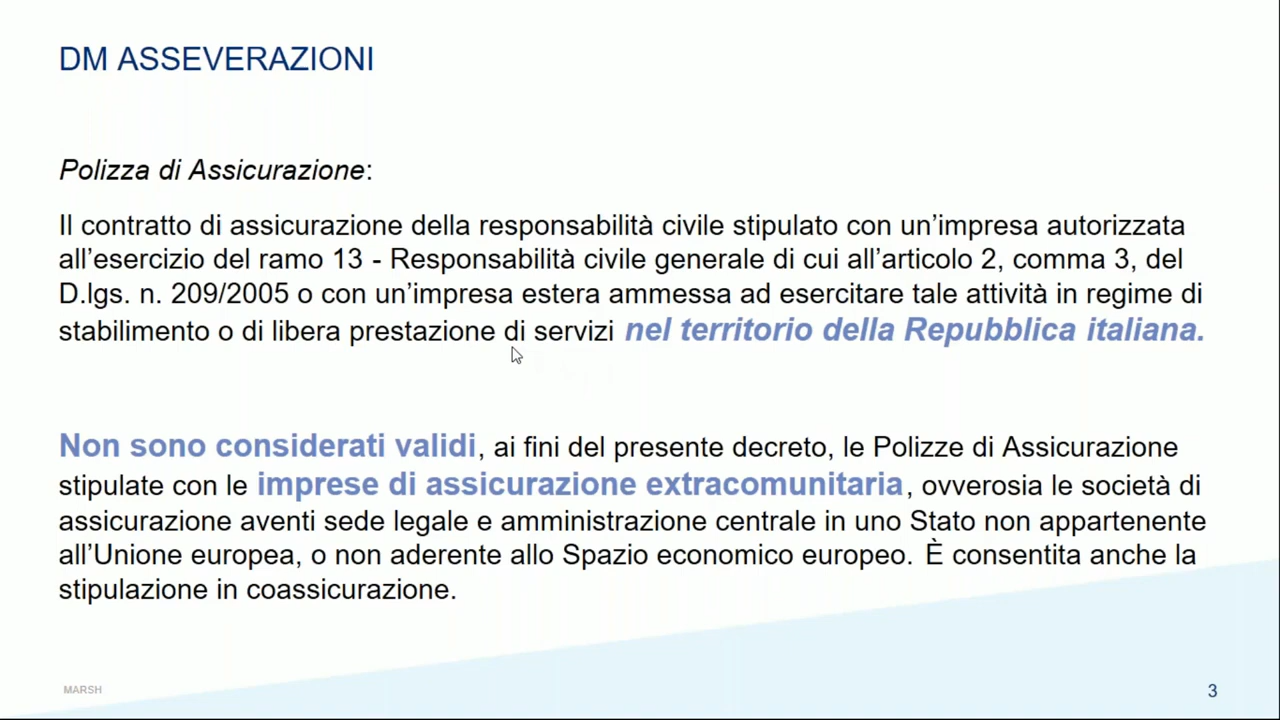 DM ASSEVERAZIONI
Polizza di Assicurazione:
Il contratto di assicurazione della responsabilità civile stipulato con un’impresa autorizzata
all’esercizio del ramo 13 - Responsabilità civile generale di cui all’articolo 2, comma 3, del
D.lgs. n. 209/2005 o con un’impresa estera ammessa ad esercitare tale attività in regime di
stabilimento o di libera prestazione di servizi nel territorio della Repubblica italiana.
Non sono considerati validi, ai fini del presente decreto, le Polizze di Assicurazione
stipulate con le imprese di assicurazione extracomunitaria, ovverosia le società di
assicurazione aventi sede legale e amministrazione centrale in uno Stato non appartenente
all’Unione europea, o non aderente allo Spazio economico europeo. È consentita anche la
stipulazione in coassicurazione.
MARSH
3